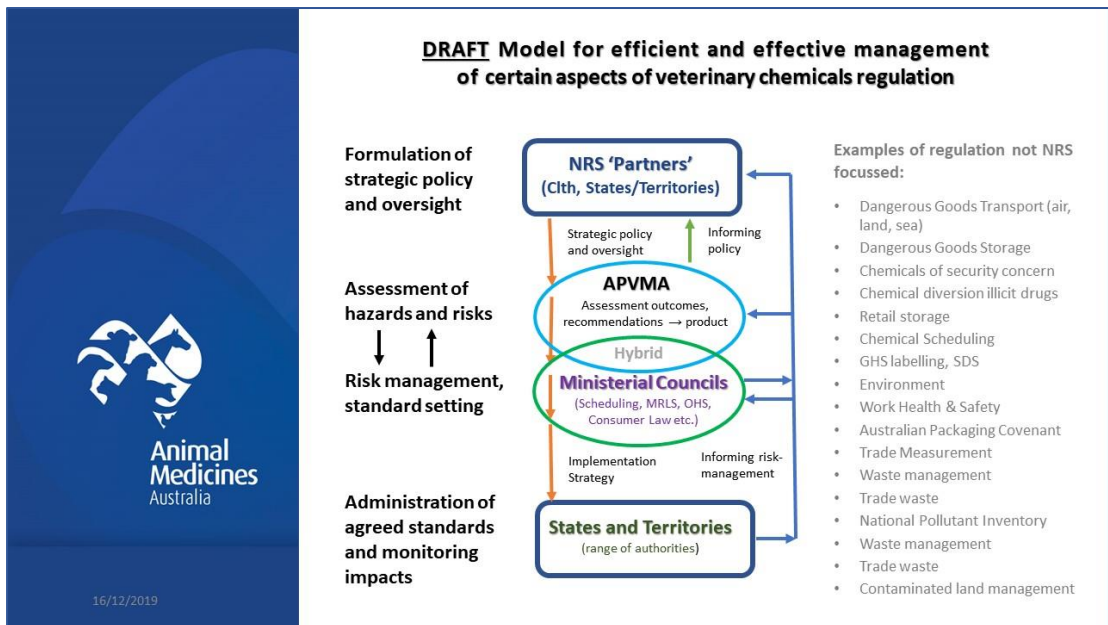 DRAFT Model for efficient and effective management
of certain aspects of veterinary chemicals regulation
Formulation of
strategic policy
and oversight
NRS ‘Partners’
(Clth, States/Territories)
Strategic policy
and oversight
Informing
policy
Assessment of
hazards and risks
APVMA
Assessment outcomes,
recommendations → product
Hybrid
Risk management,
standard setting
Ministerial Councils
(Scheduling, MRLS, OHS,
Consumer Law etc.)
Implementation
Strategy
Informing risk-
management
Administration of
agreed standards
and monitoring
impacts
States and Territories
(range of authorities)
Examples of regulation not NRS
focussed:
• Dangerous Goods Transport (air,
land, sea)
• Dangerous Goods Storage
• Chemicals of security concern
• Chemical diversion illicit drugs
• Retail storage
• Chemical Scheduling
• GHS labelling, SDS
• Environment
• Work Health & Safety
• Australian Packaging Covenant
• Trade Measurement
• Waste management
• Trade waste
• National Pollutant Inventory
• Waste management
• Trade waste
• Contaminated land management
Animal
Medicines
Australia
16/12/2019